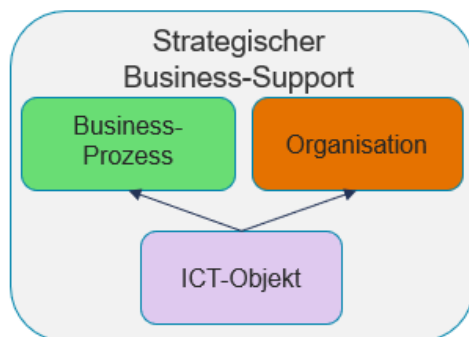 Strategischer
Business-Support
Business-
Prozess
Organisation
ICT-Objekt